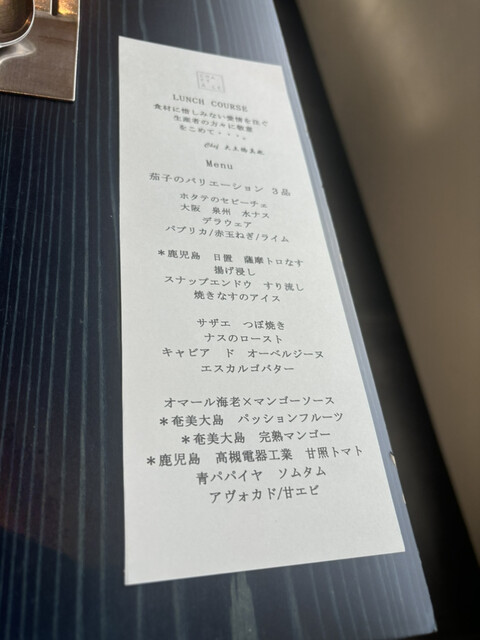 LUNCH COURSE
食材に惜しみない愛情を注ぐ
生産者の方々に敬意
をこめて・・・。
Chef
Menu
茄子のバリエーション 3品
ホタテのセビーチェ
大阪 泉州 水ナス
デラウェア
パプリカ/赤玉ねぎ/ライム
*鹿児島 日置 薩摩トロなす
揚げ浸し
スナップエンドウ すり流し
焼きなすのアイス
サザエ つぼ焼き
ナスのロースト
キャビア ド オーベルジーヌ
エスカルゴバター
オマール海老×マンゴーソース
*奄美大島 パッションフルーツ
*奄美大島 完熟マンゴー
*鹿児島 高槻電器工業 甘照トマト
青パパイヤ ソムタム
アヴォカド/甘エビ